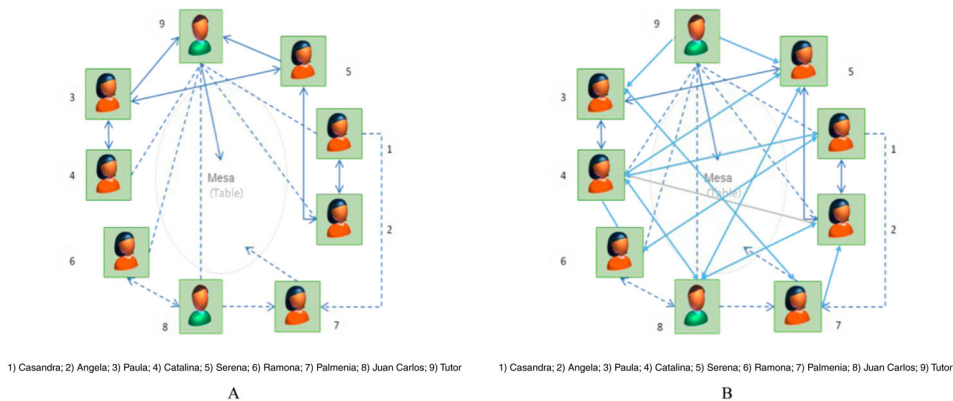 9
9
5
5
3
3
1
1
Mesa
Mesa
(Table)
(Table)
4
4
2
2
6
6
8
7
8
7
1) Casandra; 2) Angela; 3) Paula; 4) Catalina; 5) Serena; 6) Ramona; 7) Palmenia; 8) Juan Carlos; 9) Tutor
1) Casandra; 2) Angela; 3) Paula; 4) Catalina; 5) Serena; 6) Ramona; 7) Palmenia; 8) Juan Carlos; 9) Tutor
A
B